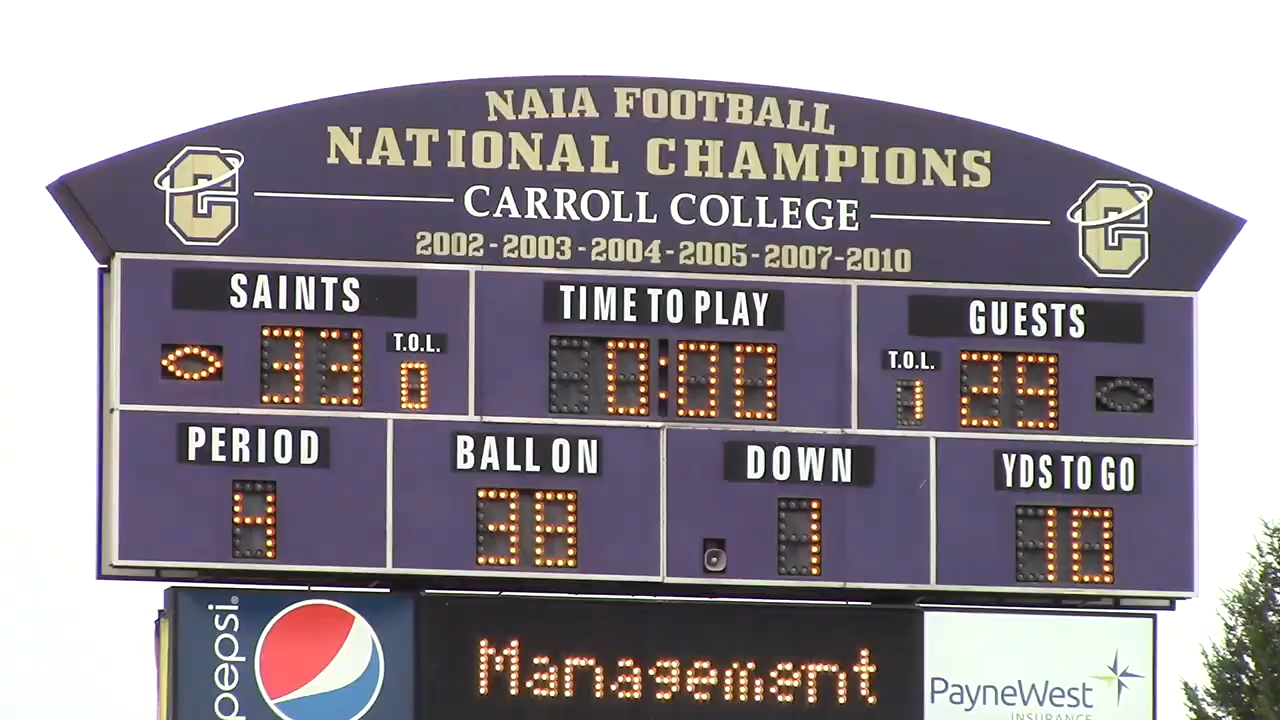 NAIA FOOTBALL
NATIONAL CHAMPIONS
CARROLL COLLEGE
2002-2003-2004-2005-2007-2010
C
C
SAINTS
TIME TO PLAY
GUESTS
33
T.O.L.
0
0:00
T.O.L.
1
29
PERIOD
BALL ON
DOWN
YDS TO GO
4
38
1
10
pepsi®
Management
PayneWest
INSURANCE